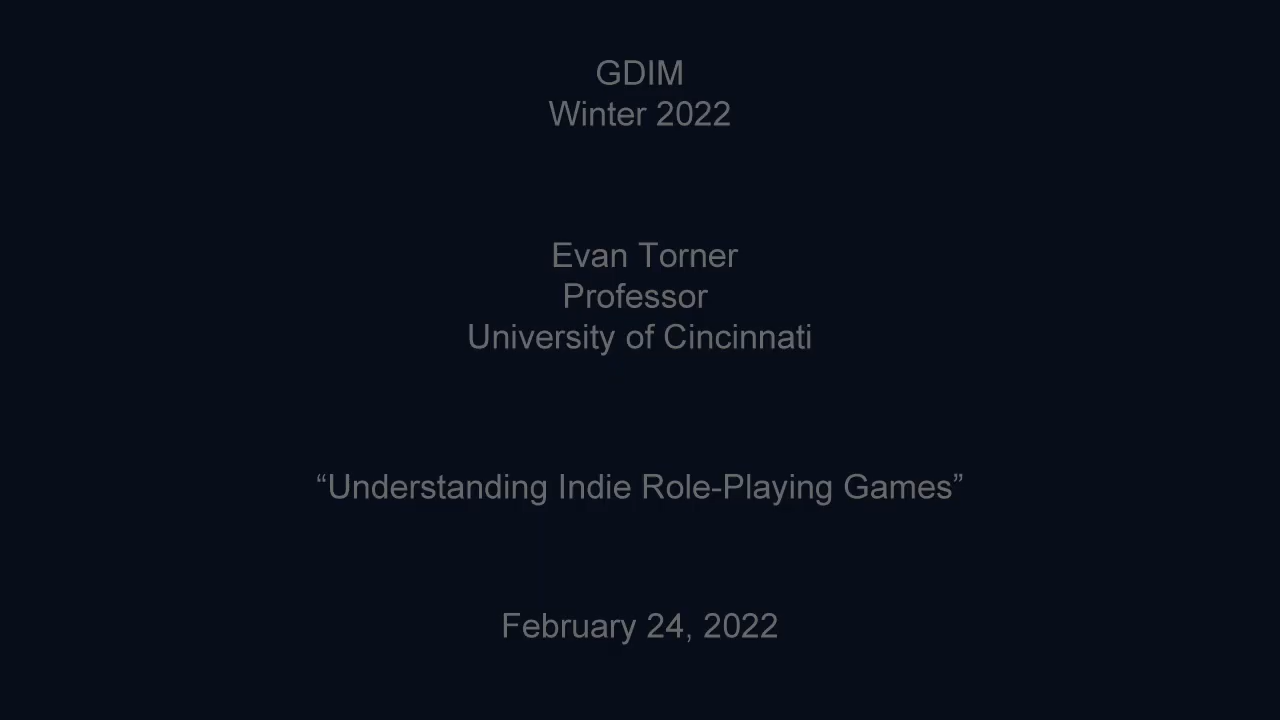 GDIM
Winter 2022
Evan Torner
Professor
University of Cincinnati
“Understanding Indie Role-Playing Games”
February 24, 2022